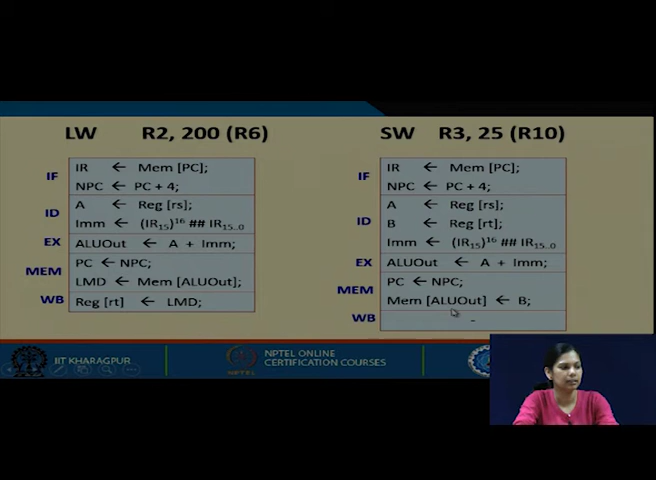 LW R2, 200 (R6)
IF
IR ← Mem [PC];
NPC ← PC + 4;
ID
A ← Reg [rs];
Imm ← (IR15)^16 ## IR15..0
EX
ALUOut ← A + Imm;
MEM
PC ← NPC;
LMD ← Mem [ALUOut];
WB
Reg [rt] ← LMD;
SW R3, 25 (R10)
IF
IR ← Mem [PC];
NPC ← PC + 4;
ID
A ← Reg [rs];
B ← Reg [rt];
Imm ← (IR15)^16 ## IR15..0
EX
ALUOut ← A + Imm;
MEM
PC ← NPC;
Mem [ALUOut] ← B;
WB
-
IIT KHARAGPUR
NPTEL
NPTEL ONLINE
CERTIFICATION COURSES